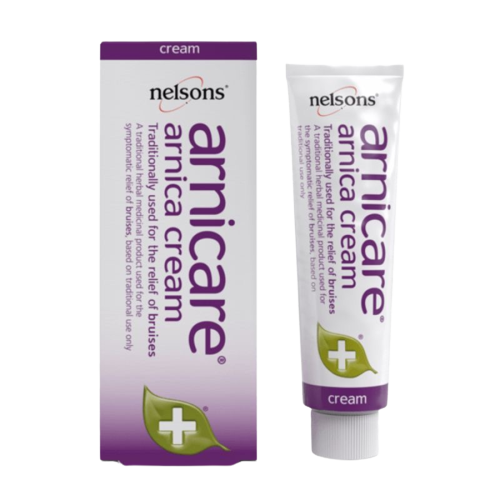 cream
nelsons®
arnicare®
arnica cream
Traditionally used for the relief of bruises
A traditional herbal medicinal product used for the
symptomatic relief of bruises, based on traditional use only
®
nelsons®
arnicare®
arnica cream
Traditionally used for the relief of bruises
A traditional herbal medicinal product used for
the symptomatic relief of bruises, based on
traditional use only
®
cream